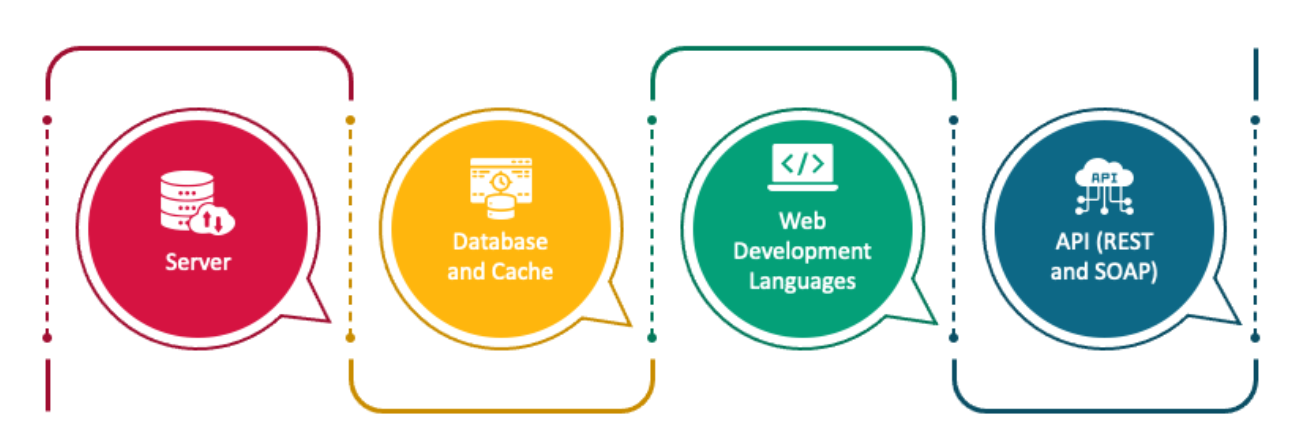 Server
Database
and Cache
</>
Web
Development
Languages
API
API (REST
and SOAP)